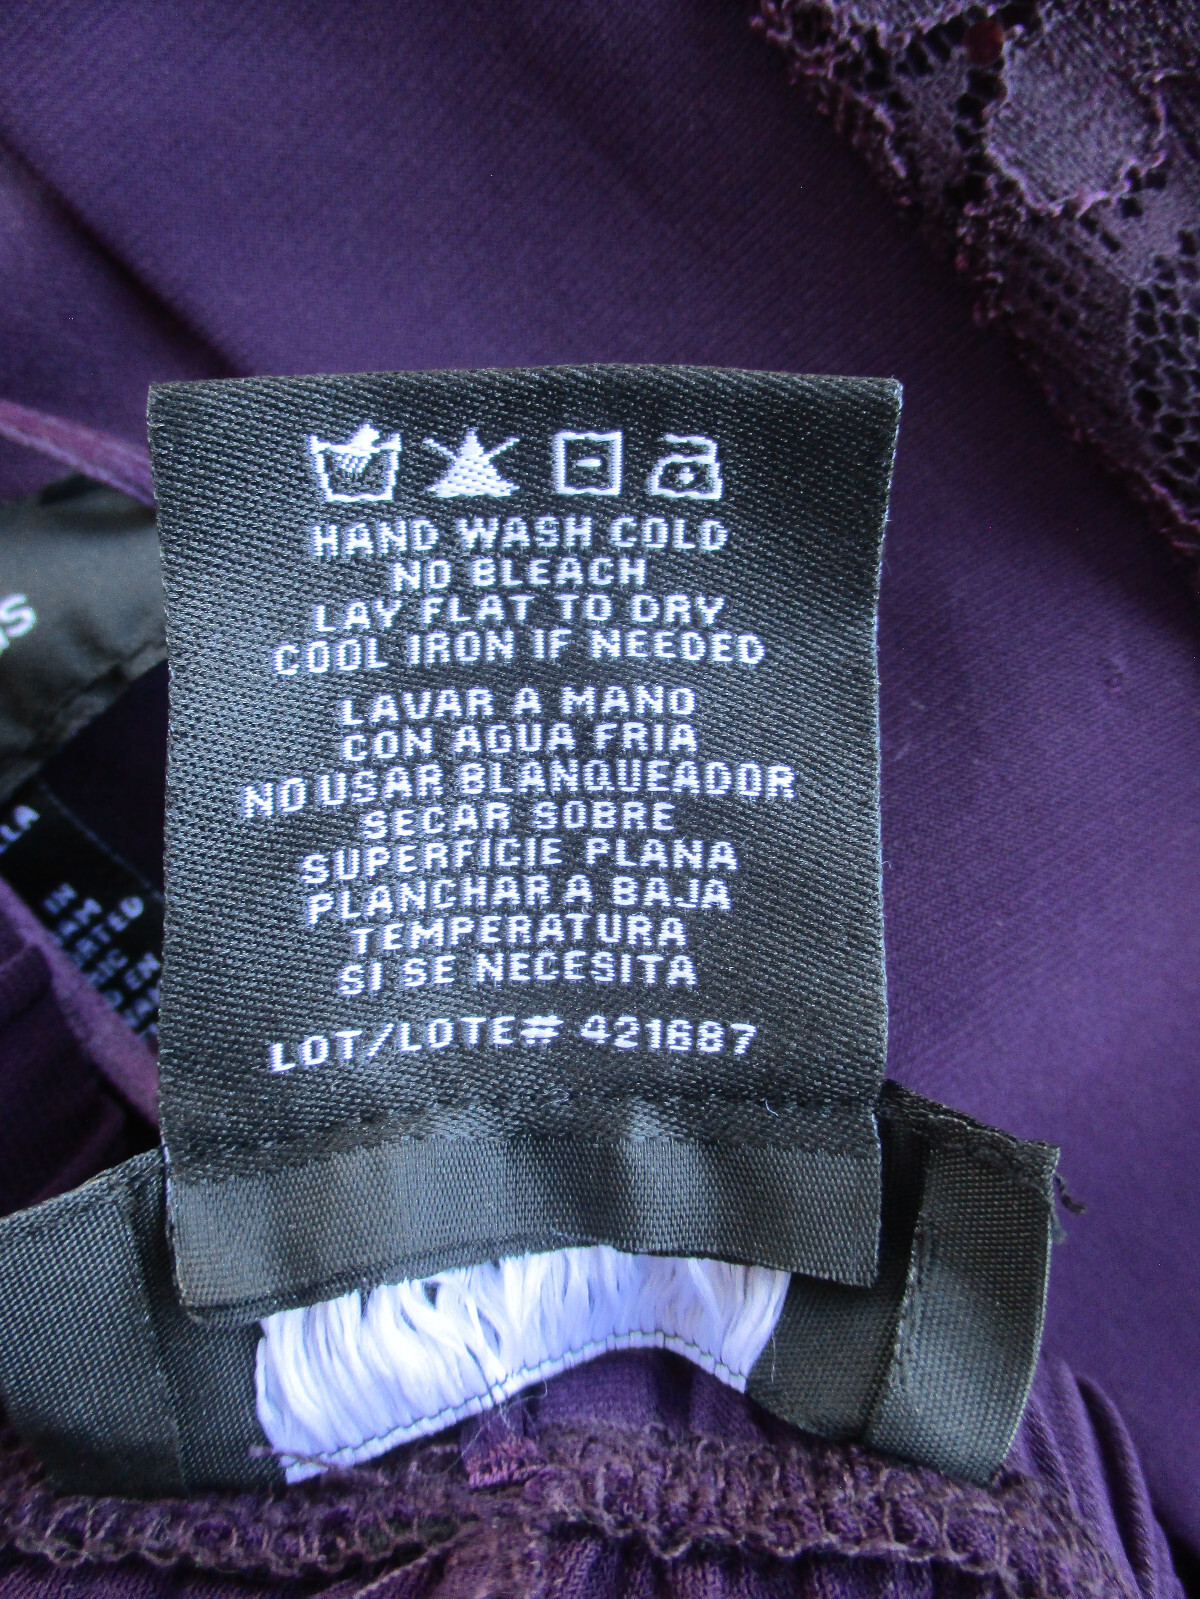 HAND WASH COLD
NO BLEACH
LAY FLAT TO DRY
COOL IRON IF NEEDED
LAVAR A MANO
CON AGUA FRIA
NO USAR BLANQUEADOR
SECAR SOBRE
SUPERFICIE PLANA
PLANCHAR A BAJA
TEMPERATURA
SI SE NECESITA
LOT/LOTE# 421687